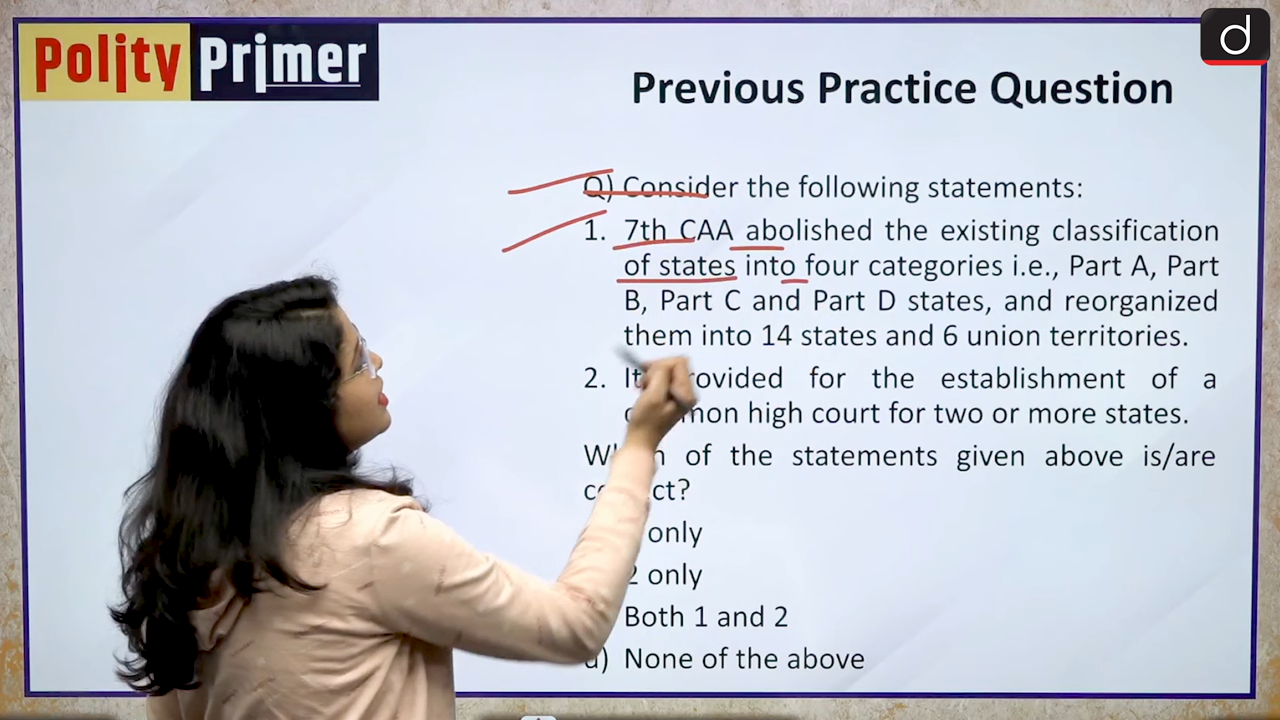 Polity Primer
d
Previous Practice Question
Q) Consider the following statements:
1. 7th CAA abolished the existing classification
of states into four categories i.e., Part A, Part
B, Part C and Part D states, and reorganized
them into 14 states and 6 union territories.
2. It provided for the establishment of a
common high court for two or more states.
Which of the statements given above is/are
correct?
only
2 only
Both 1 and 2
d) None of the above